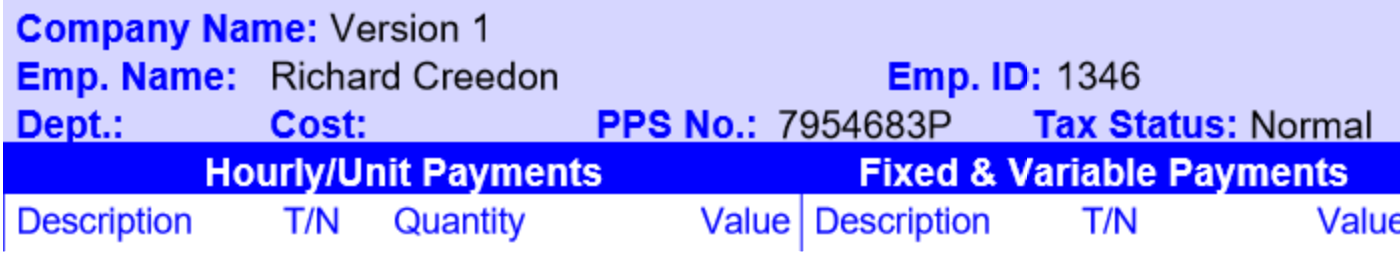 Company Name: Version 1
Emp. Name: Richard Creedon Emp. ID: 1346
Dept.: Cost: PPS No.: 7954683P Tax Status: Normal
Hourly/Unit Payments Fixed & Variable Payments
Description T/N Quantity Value Description T/N Value